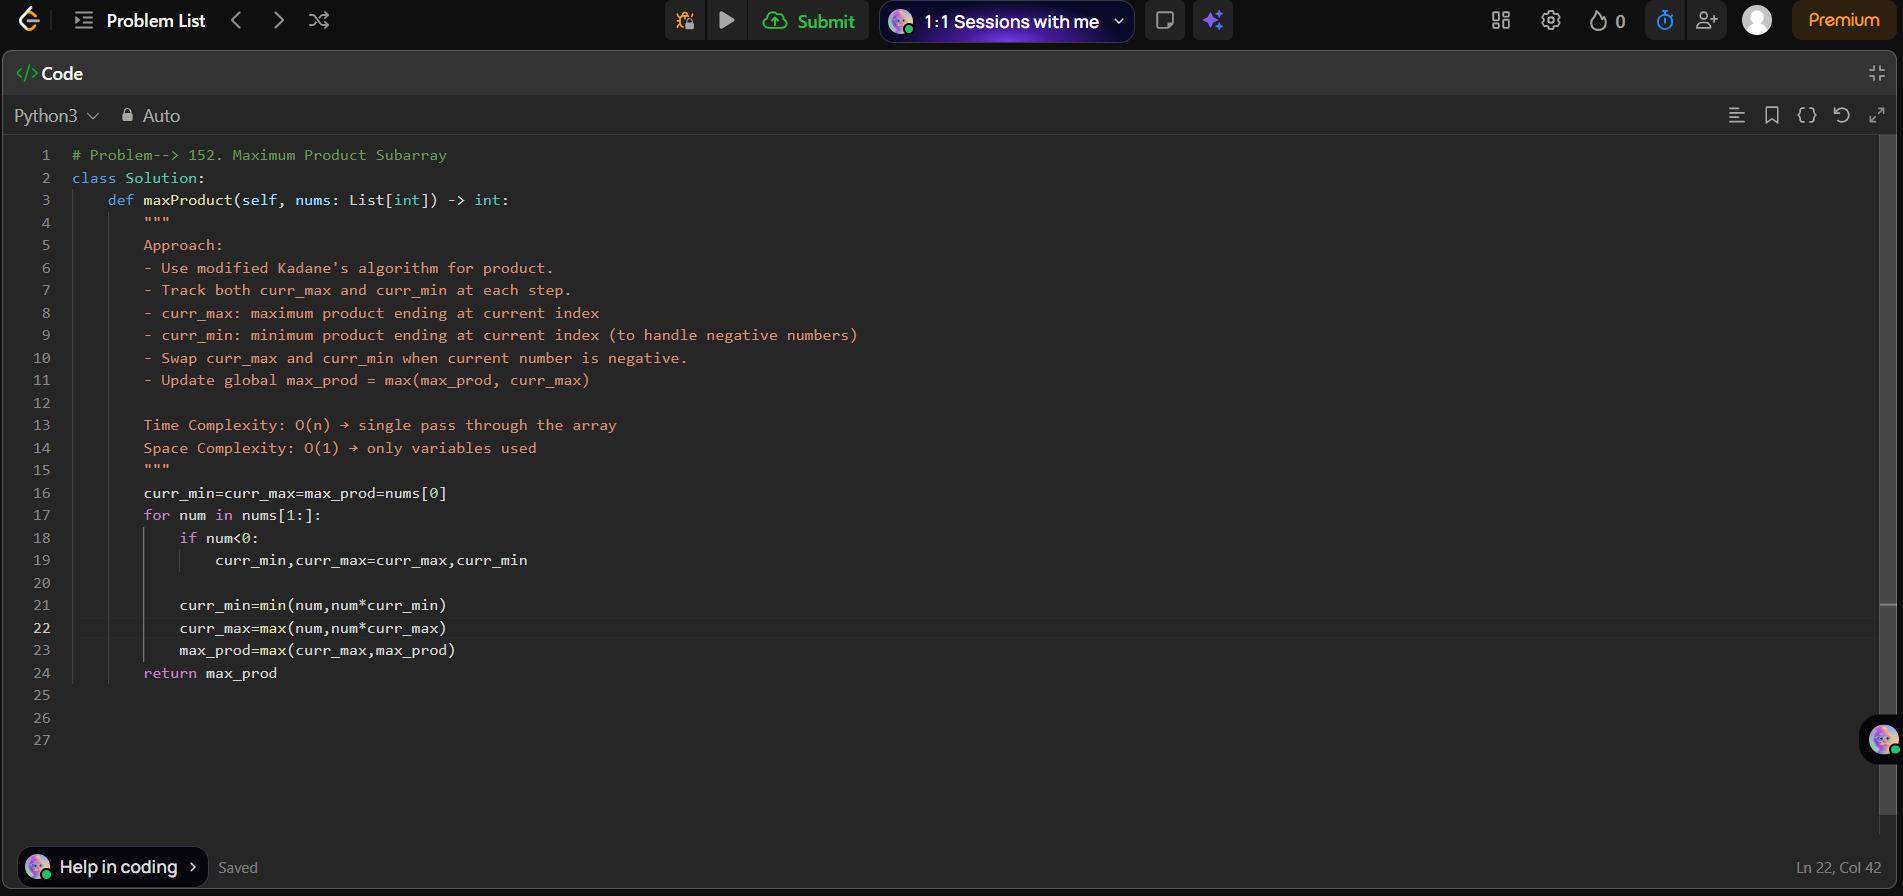 Problem List
Submit
1:1 Sessions with me
0
Premium
</> Code
Python3
Auto
1 # Problem--> 152. Maximum Product Subarray
2 class Solution:
3 def maxProduct(self, nums: List[int]) -> int:
4 """
5 Approach:
6 - Use modified Kadane's algorithm for product.
7 - Track both curr_max and curr_min at each step.
8 - curr_max: maximum product ending at current index
9 - curr_min: minimum product ending at current index (to handle negative numbers)
10 - Swap curr_max and curr_min when current number is negative.
11 - Update global max_prod = max(max_prod, curr_max)
12
13 Time Complexity: O(n) → single pass through the array
14 Space Complexity: O(1) → only variables used
15 """
16 curr_min=curr_max=max_prod=nums[0]
17 for num in nums[1:]:
18 if num<0:
19 curr_min,curr_max=curr_max,curr_min
20
21 curr_min=min(num,num*curr_min)
22 curr_max=max(num,num*curr_max)
23 max_prod=max(curr_max,max_prod)
24 return max_prod
25
26
27
Help in coding
Saved
Ln 22, Col 42